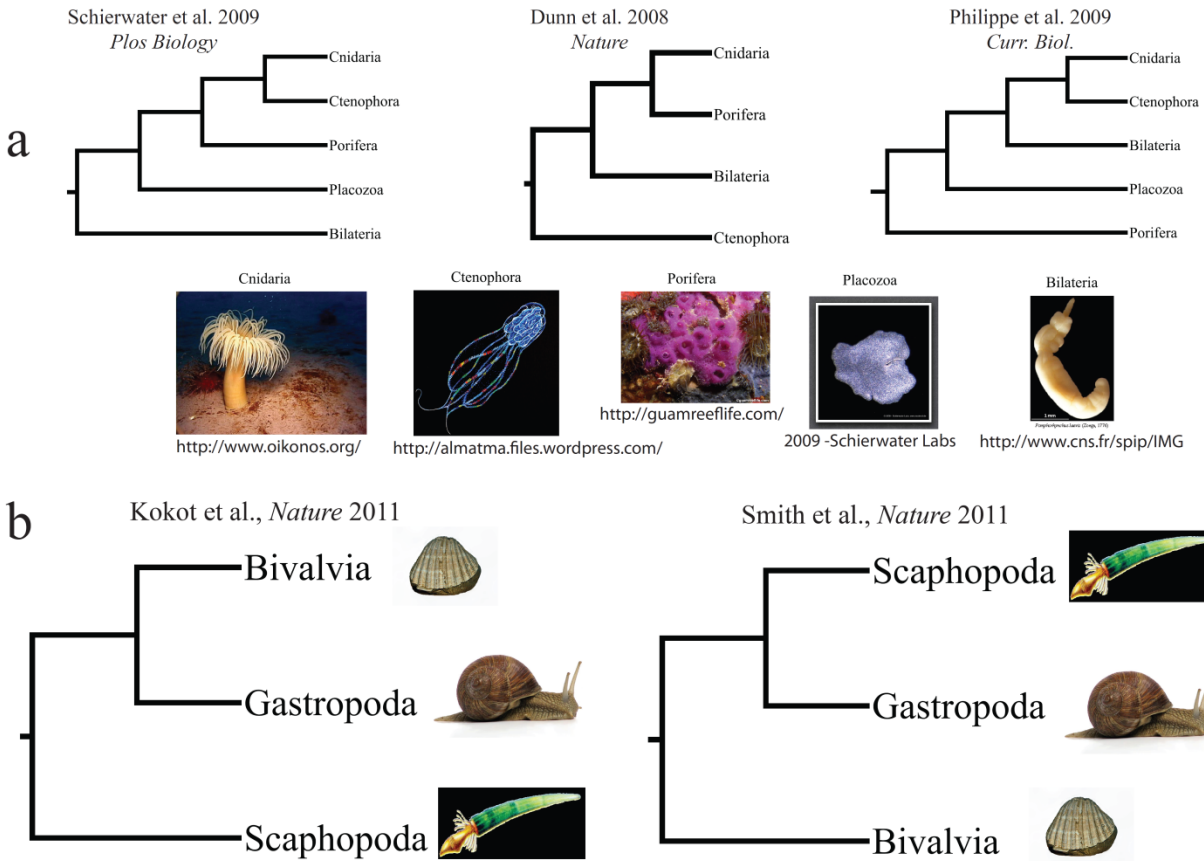 Schierwater et al. 2009
Plos Biology
Dunn et al. 2008
Nature
Philippe et al. 2009
Curr. Biol.
a
Cnidaria
Ctenophora
Porifera
Placozoa
Bilateria
Cnidaria
Porifera
Bilateria
Ctenophora
Cnidaria
Ctenophora
Bilateria
Placozoa
Porifera
Cnidaria
Ctenophora
Porifera
Placozoa
Bilateria
1 mm
http://www.oikonos.org/
http://almatma.files.wordpress.com/
http://guamreeflife.com/
2009 -Schierwater Labs
http://www.cns.fr/spip/IMG
b
Kokot et al., Nature 2011
Smith et al., Nature 2011
Bivalvia
Gastropoda
Scaphopoda
Scaphopoda
Gastropoda
Bivalvia